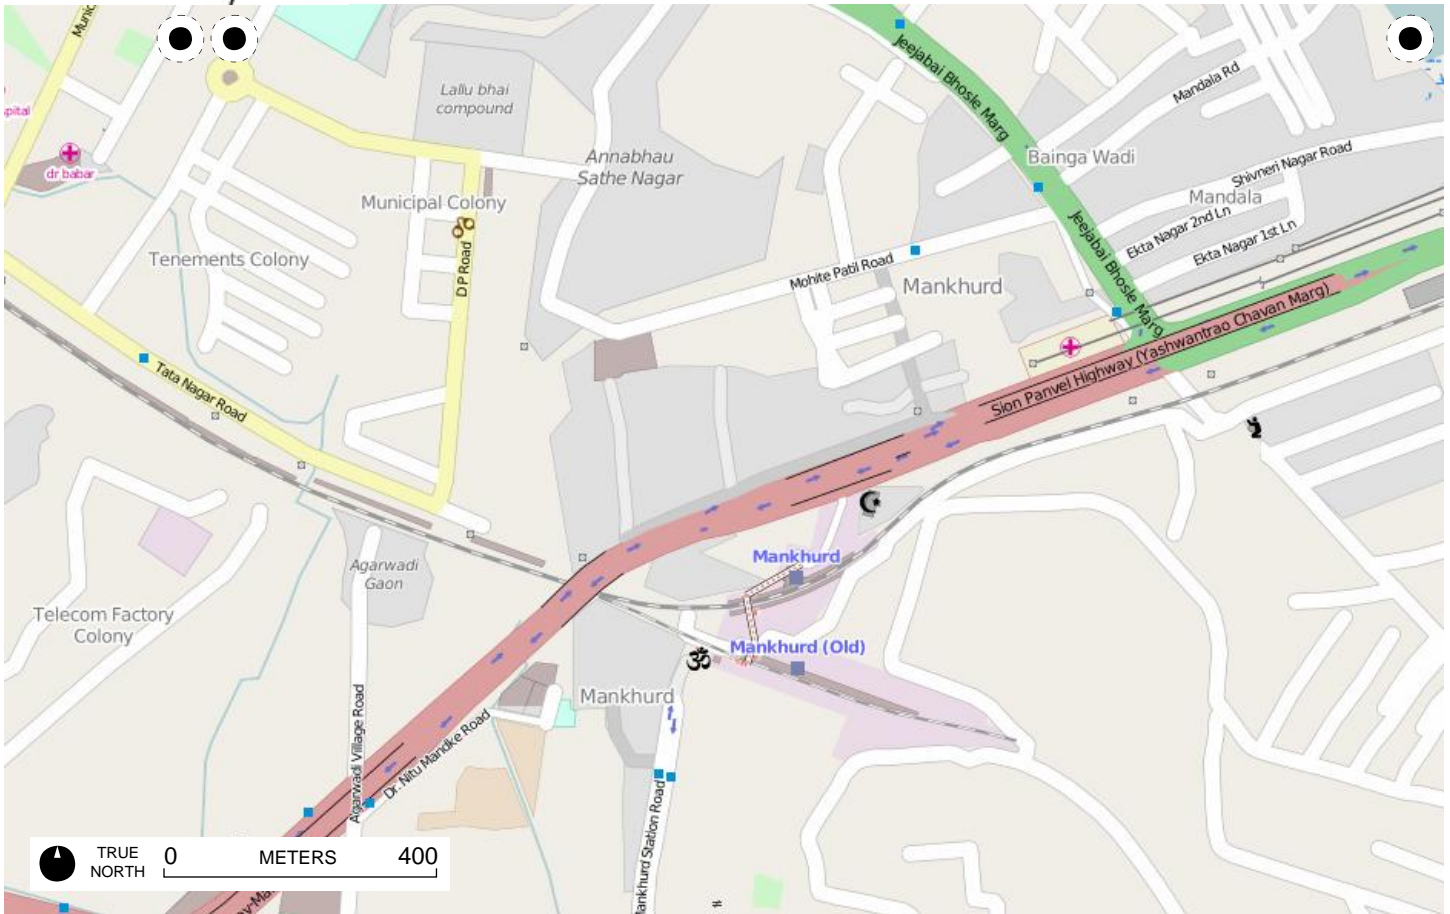 Munic
Lallu bhai
compound
Jeejabai Bhosle Marg
Mandala Rd
spital
dr babar
Annabhau
Sathe Nagar
Bainga Wadi
Shivneri Nagar Road
Mandala
Municipal Colony
Ekta Nagar 2nd Ln
Jeejabai Bhosle Marg
Ekta Nagar 1st Ln
Tenements Colony
D P Road
Mohite Patil Road
Mankhurd
Sion Panvel Highway (Yashwantrao Chavan Marg)
Tata Nagar Road
Agarwadi
Gaon
Mankhurd
Telecom Factory
Colony
Mankhurd (Old)
ॐ
Mankhurd
Agarwadi Village Road
Dr. Nitu Mandke Road
Mankhurd Station Road
TRUE
NORTH
0 METERS 400